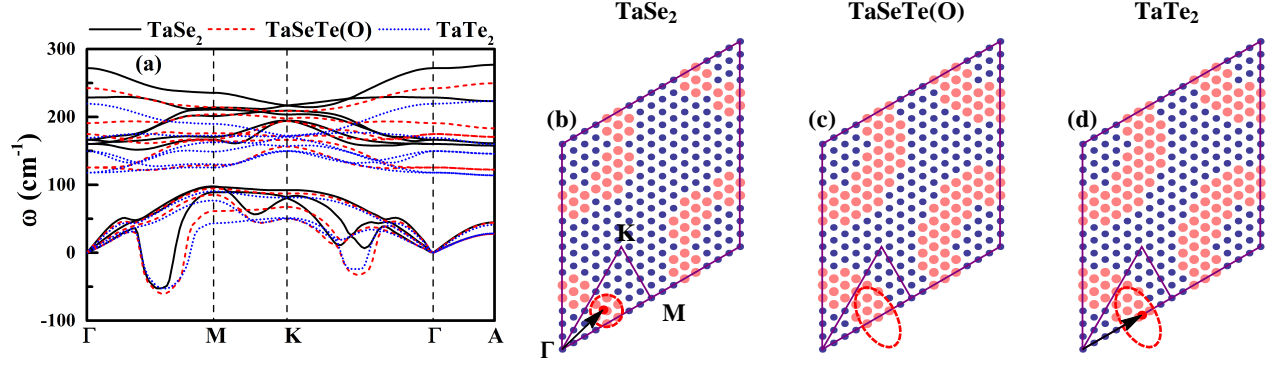 TaSe2 TaSeTe(O) TaTe2
TaSe2 TaSeTe(O) TaTe2
300
200
100
0
-100
ω (cm-1)
(a)
Γ M K Γ A
(b)
K
M
Γ
(c)
(d)